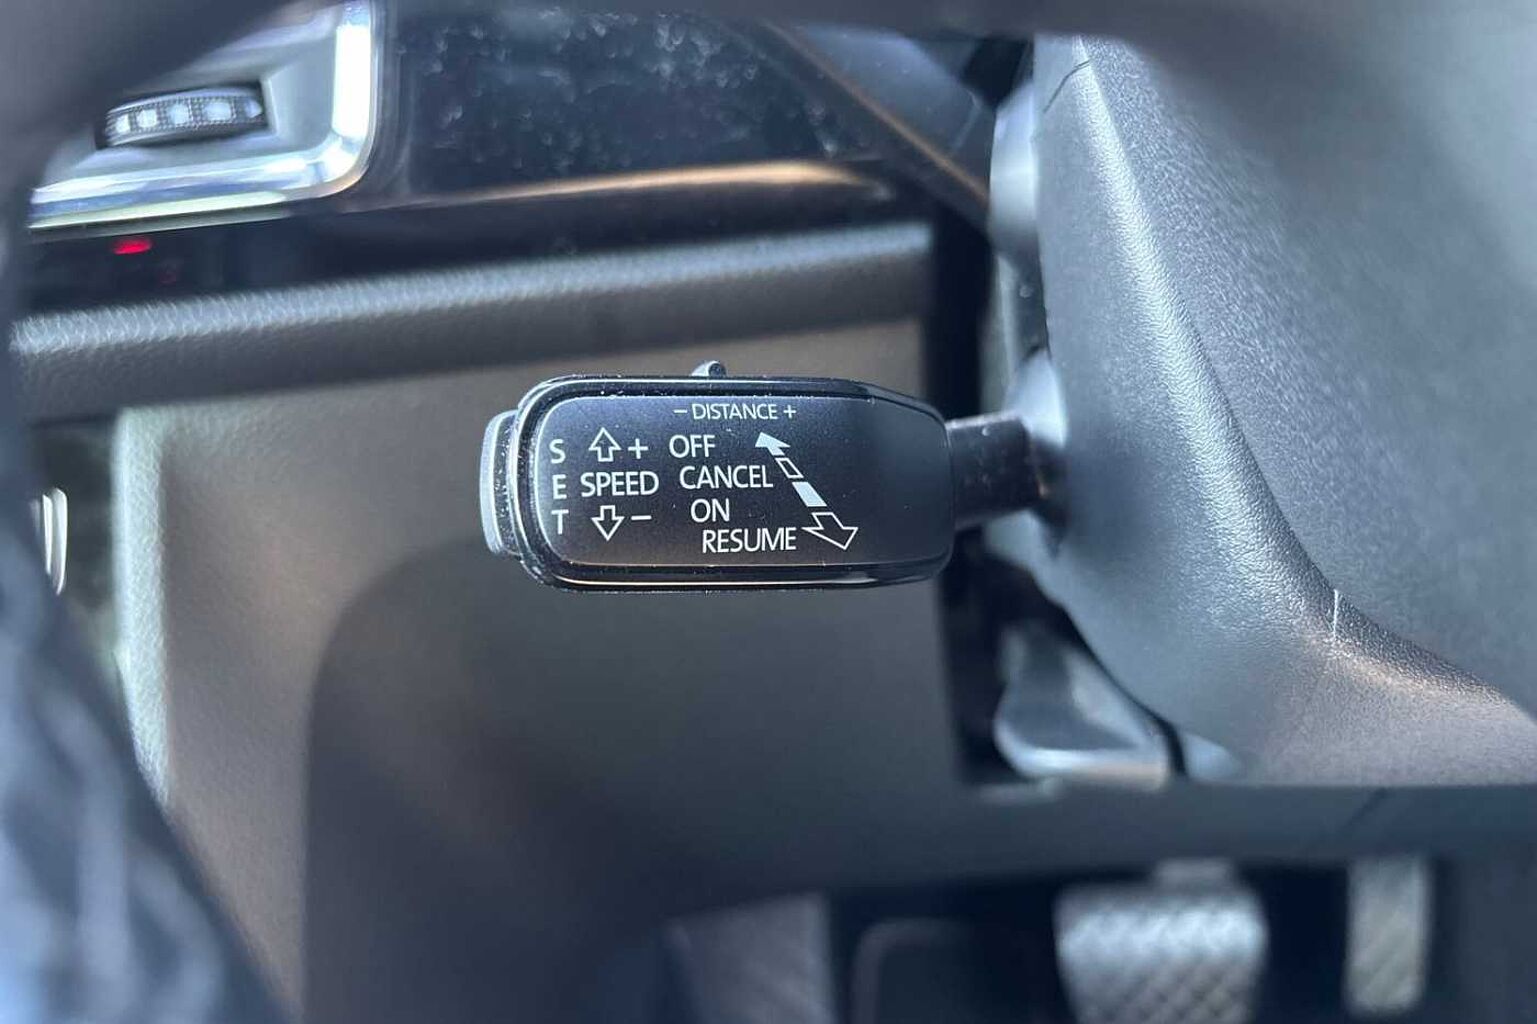 − DISTANCE +
S + OFF
E SPEED CANCEL
T − ON
RESUME